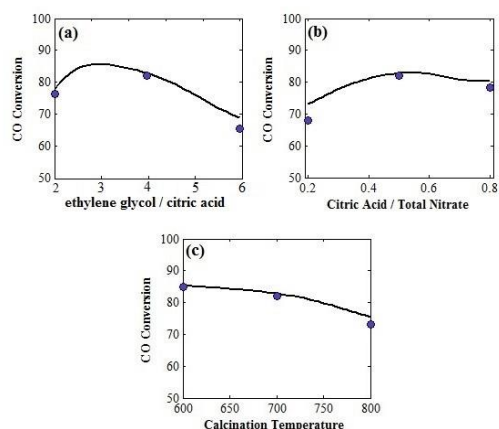 (a)
CO Conversion
100
90
80
70
60
50
2 3 4 5 6
ethylene glycol / citric acid
(b)
CO Conversion
100
90
80
70
60
50
0.2 0.4 0.6 0.8
Citric Acid / Total Nitrate
(c)
CO Conversion
100
90
80
70
60
50
600 650 700 750 800
Calcination Temperature